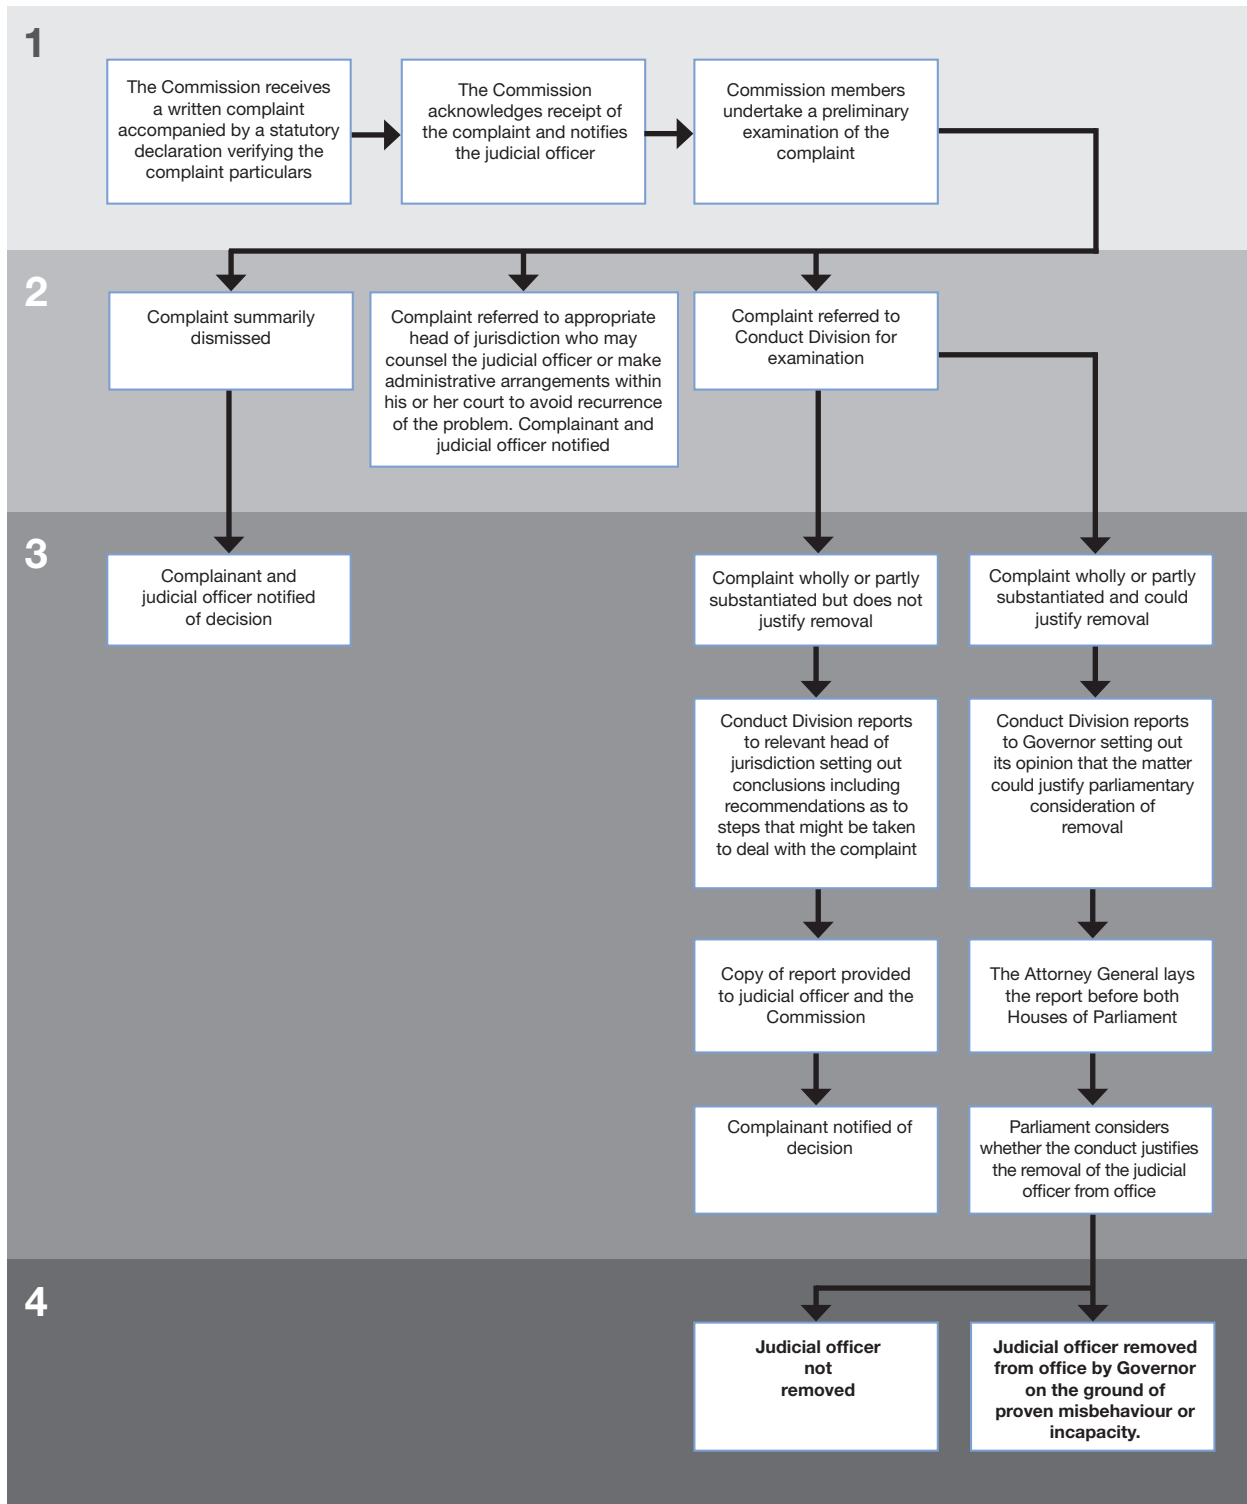 1
The Commission receives
a written complaint
accompanied by a statutory
declaration verifying the
complaint particulars
The Commission
acknowledges receipt of
the complaint and notifies
the judicial officer
Commission members
undertake a preliminary
examination of the
complaint
2
Complaint summarily
dismissed
Complaint referred to appropriate
head of jurisdiction who may
counsel the judicial officer or make
administrative arrangements within
his or her court to avoid recurrence
of the problem. Complainant and
judicial officer notified
Complaint referred to
Conduct Division for
examination
3
Complainant and
judicial officer notified
of decision
Complaint wholly or partly
substantiated but does not
justify removal
Complaint wholly or partly
substantiated and could
justify removal
Conduct Division reports
to relevant head of
jurisdiction setting out
conclusions including
recommendations as to
steps that might be taken
to deal with the complaint
Conduct Division reports
to Governor setting out
its opinion that the matter
could justify parliamentary
consideration of
removal
Copy of report provided
to judicial officer and the
Commission
The Attorney General lays
the report before both
Houses of Parliament
Complainant notified of
decision
Parliament considers
whether the conduct justifies
the removal of the judicial
officer from office
4
Judicial officer
not
removed
Judicial officer removed
from office by Governor
on the ground of
proven misbehaviour or
incapacity.